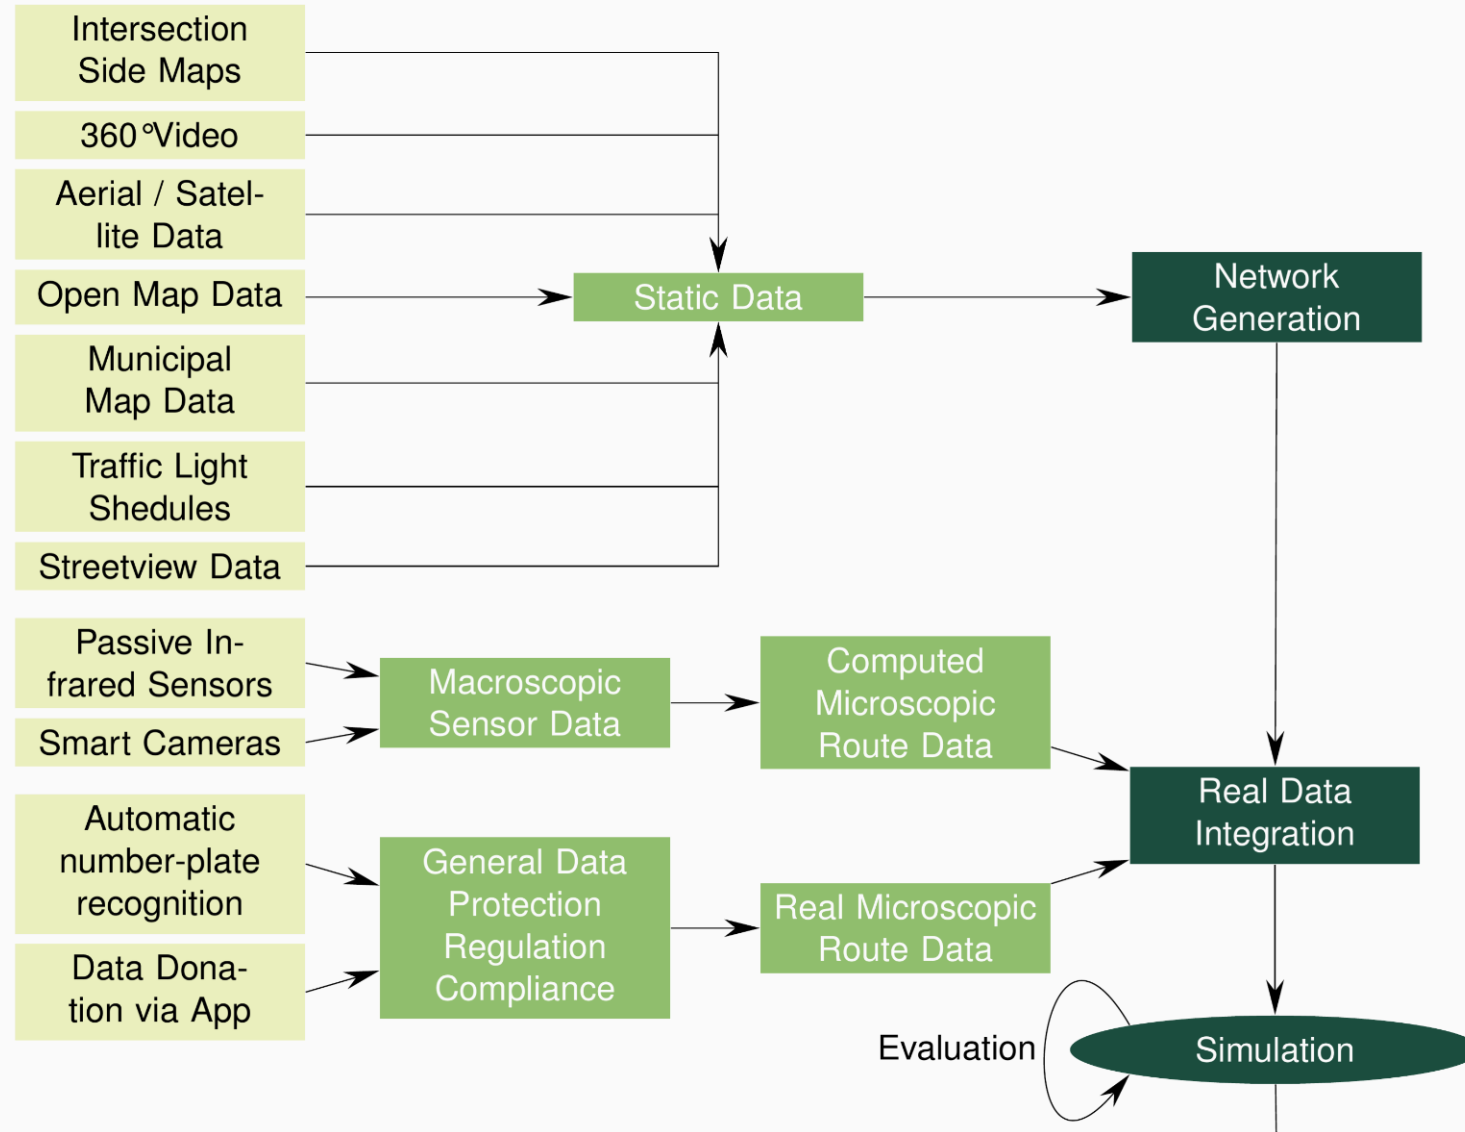 Intersection
Side Maps
360°Video
Aerial / Satel-
lite Data
Open Map Data
Municipal
Map Data
Traffic Light
Shedules
Streetview Data
Static Data
Network
Generation
Passive In-
frared Sensors
Smart Cameras
Macroscopic
Sensor Data
Computed
Microscopic
Route Data
Real Data
Integration
Automatic
number-plate
recognition
Data Dona-
tion via App
General Data
Protection
Regulation
Compliance
Real Microscopic
Route Data
Evaluation
Simulation